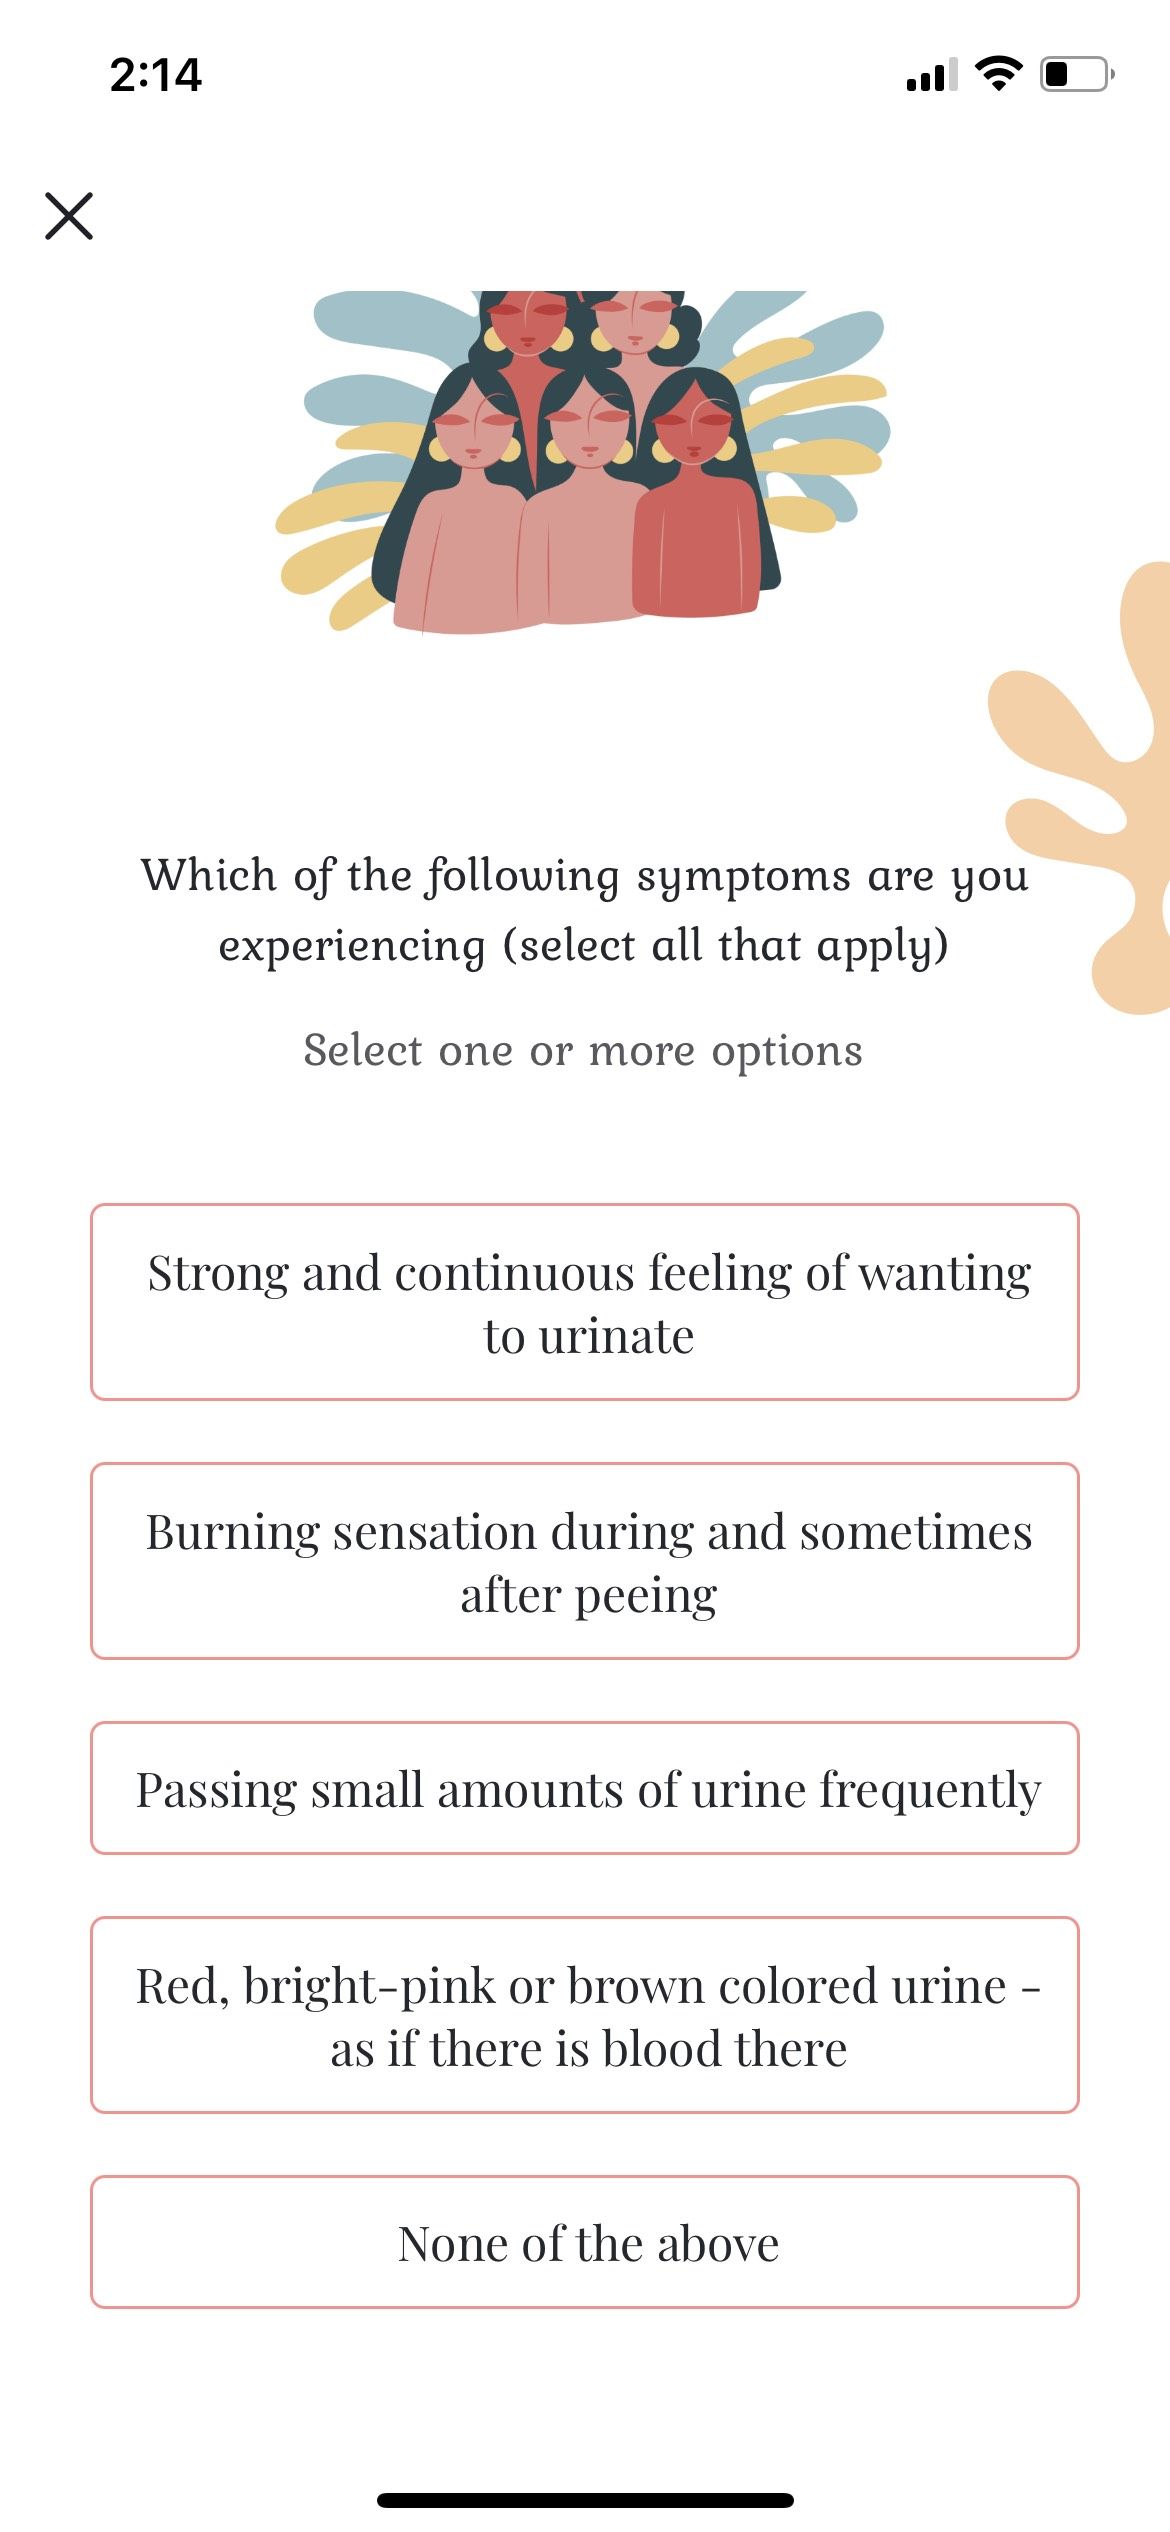 2:14
Which of the following symptoms are you
experiencing (select all that apply)
Select one or more options
Strong and continuous feeling of wanting
to urinate
Burning sensation during and sometimes
after peeing
Passing small amounts of urine frequently
Red, bright-pink or brown colored urine -
as if there is blood there
None of the above